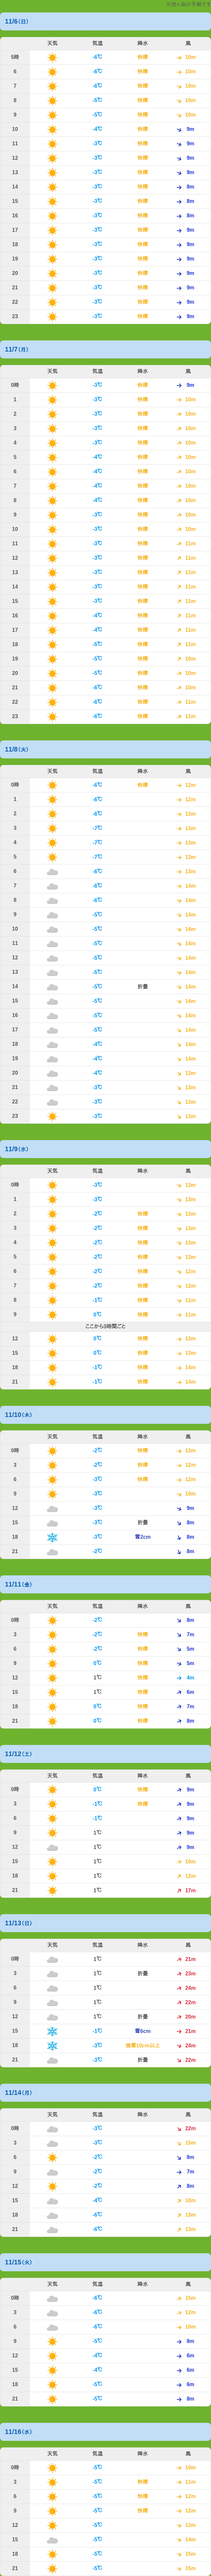 11/6(日)
天気 気温 降水 風
5時 -6℃ 快晴 10m
6 -6℃ 快晴 10m
7 -6℃ 快晴 10m
8 -5℃ 快晴 10m
9 -5℃ 快晴 10m
10 -4℃ 快晴 9m
11 -3℃ 快晴 9m
12 -3℃ 快晴 9m
13 -3℃ 快晴 9m
14 -3℃ 快晴 8m
15 -3℃ 快晴 8m
16 -3℃ 快晴 8m
17 -3℃ 快晴 9m
18 -3℃ 快晴 9m
19 -3℃ 快晴 9m
20 -3℃ 快晴 9m
21 -3℃ 快晴 9m
22 -3℃ 快晴 9m
23 -3℃ 快晴 9m
11/7(月)
天気 気温 降水 風
0時 -3℃ 快晴 9m
1 -3℃ 快晴 10m
2 -3℃ 快晴 10m
3 -3℃ 快晴 10m
4 -3℃ 快晴 10m
5 -4℃ 快晴 10m
6 -4℃ 快晴 10m
7 -4℃ 快晴 10m
8 -4℃ 快晴 10m
9 -3℃ 快晴 10m
10 -3℃ 快晴 10m
11 -3℃ 快晴 11m
12 -3℃ 快晴 11m
13 -3℃ 快晴 11m
14 -3℃ 快晴 11m
15 -3℃ 快晴 11m
16 -4℃ 快晴 11m
17 -4℃ 快晴 11m
18 -5℃ 快晴 11m
19 -5℃ 快晴 10m
20 -5℃ 快晴 10m
21 -6℃ 快晴 10m
22 -6℃ 快晴 11m
23 -6℃ 快晴 11m
11/8(火)
天気 気温 降水 風
0時 -6℃ 快晴 12m
1 -6℃ 12m
2 -6℃ 13m
3 -7℃ 13m
4 -7℃ 13m
5 -7℃ 13m
6 -6℃ 13m
7 -6℃ 14m
8 -6℃ 14m
9 -5℃ 14m
10 -5℃ 14m
11 -5℃ 14m
12 -5℃ 14m
13 -5℃ 14m
14 -5℃ 折曇 14m
15 -5℃ 14m
16 -5℃ 14m
17 -5℃ 14m
18 -4℃ 14m
19 -4℃ 14m
20 -4℃ 13m
21 -3℃ 13m
22 -3℃ 13m
23 -3℃ 13m
11/9(水)
天気 気温 降水 風
0時 -3℃ 13m
1 -3℃ 13m
2 -2℃ 快晴 13m
3 -2℃ 快晴 13m
4 -2℃ 快晴 13m
5 -2℃ 快晴 12m
6 -2℃ 快晴 12m
7 -2℃ 快晴 12m
8 -1℃ 快晴 11m
9 0℃ 快晴 11m
ここから3時間ごと
12 0℃ 快晴 13m
15 0℃ 快晴 12m
18 -1℃ 快晴 14m
21 -1℃ 快晴 14m
11/10(木)
天気 気温 降水 風
0時 -2℃ 快晴 13m
3 -2℃ 快晴 12m
6 -3℃ 快晴 12m
9 -3℃ 10m
12 -3℃ 9m
15 -3℃ 折曇 8m
18 -3℃ 雪2cm 8m
21 -2℃ 8m
11/11(金)
天気 気温 降水 風
0時 -2℃ 8m
3 -2℃ 快晴 7m
6 -2℃ 快晴 5m
9 0℃ 快晴 5m
12 1℃ 快晴 4m
15 1℃ 快晴 6m
18 0℃ 快晴 7m
21 0℃ 快晴 8m
11/12(土)
天気 気温 降水 風
0時 0℃ 快晴 9m
3 -1℃ 快晴 9m
6 -1℃ 9m
9 1℃ 9m
12 1℃ 9m
15 1℃ 10m
18 1℃ 12m
21 1℃ 17m
11/13(日)
天気 気温 降水 風
0時 1℃ 21m
3 1℃ 折曇 23m
6 1℃ 24m
9 1℃ 22m
12 1℃ 折曇 20m
15 -1℃ 雪6cm 21m
18 -3℃ 強雪10cm以上 24m
21 -3℃ 折曇 22m
11/14(月)
天気 気温 降水 風
0時 -3℃ 22m
3 -3℃ 15m
6 -2℃ 8m
9 -2℃ 7m
12 -2℃ 8m
15 -4℃ 10m
18 -6℃ 13m
21 -6℃ 13m
11/15(火)
天気 気温 降水 風
0時 -6℃ 15m
3 -6℃ 12m
6 -6℃ 10m
9 -5℃ 8m
12 -4℃ 6m
15 -4℃ 6m
18 -5℃ 6m
21 -5℃ 8m
11/16(水)
天気 気温 降水 風
0時 -5℃ 10m
3 -5℃ 快晴 11m
6 -5℃ 快晴 12m
9 -5℃ 快晴 12m
12 -5℃ 13m
15 -5℃ 14m
18 -5℃ 15m
21 -5℃ 15m